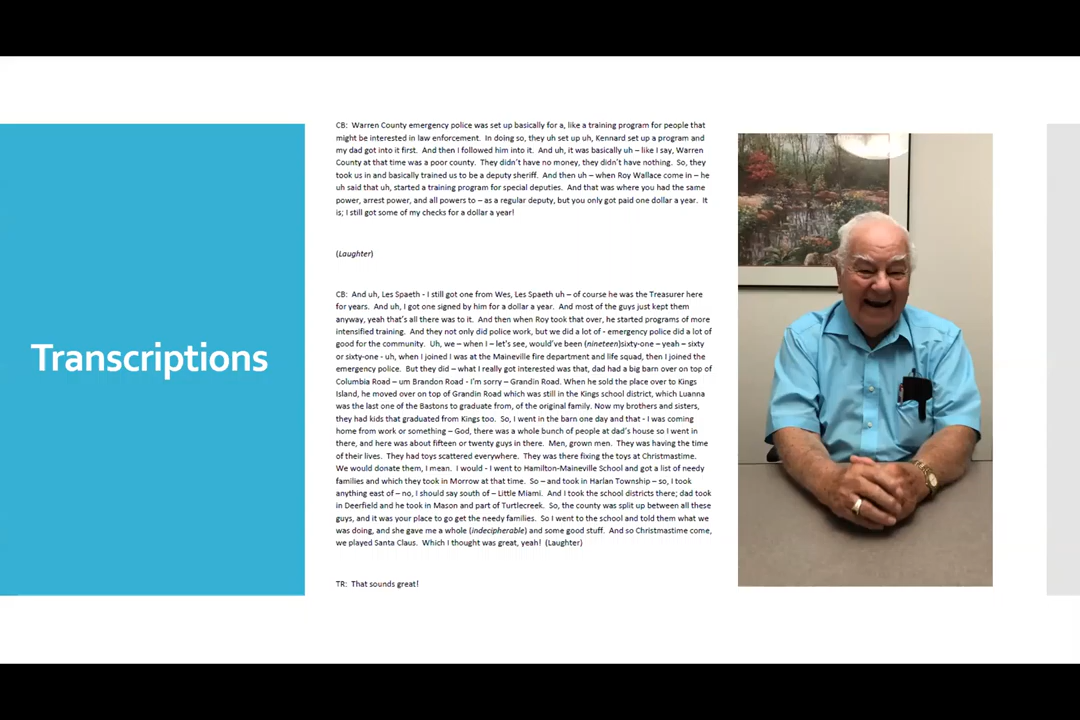 Transcriptions
CB:  Warren County emergency police was set up basically for a, like a training program for people that
might be interested in law enforcement.  In doing so, they uh set up uh, Kennard set up a program and
my dad got into it first.  And then I followed him into it.  And uh, it was basically uh – like I say, Warren
County at that time was a poor county.  They didn't have no money, they didn't have nothing.  So, they
took us in and basically trained us to be a deputy sheriff.  And then uh – when Roy Wallace come in – he
uh said that uh, started a training program for special deputies.  And that was where you had the same
power, arrest power, and all powers to – as a regular deputy, but you only got paid one dollar a year.  It
is; I still got some of my checks for a dollar a year!
(Laughter)
CB:  And uh, Les Spaeth - I still got one from Wes, Les Spaeth uh – of course he was the Treasurer here
for years.  And uh, I got one signed by him for a dollar a year.  And most of the guys just kept them
anyway, yeah that's all there was to it.  And then when Roy took that over, he started programs of more
intensified training.  And they not only did police work, but we did a lot of - emergency police did a lot of
good for the community.  Uh, we – when I – let's see, would've been (nineteen)sixty-one – yeah – sixty
or sixty-one - uh, when I joined I was at the Maineville fire department and life squad, then I joined the
emergency police.  But they did – what I really got interested was that, dad had a big barn over on top of
Columbia Road – um Brandon Road - I'm sorry – Grandin Road.  When he sold the place over to Kings
Island, he moved over on top of Grandin Road which was still in the Kings school district, which Luanna
was the last one of the Bastons to graduate from, of the original family.  Now my brothers and sisters,
they had kids that graduated from Kings too.  So, I went in the barn one day and that - I was coming
home from work or something – God, there was a whole bunch of people at dad's house so I went in
there, and here was about fifteen or twenty guys in there.  Men, grown men.  They was having the time
of their lives.  They had toys scattered everywhere.  They was there fixing the toys at Christmastime.
We would donate them, I mean.  I would - I went to Hamilton-Maineville School and got a list of needy
families and which they took in Morrow at that time.  So – and took in Harlan Township – so, I took
anything east of – no, I should say south of – Little Miami.  And I took the school districts there; dad took
in Deerfield and he took in Mason and part of Turtlecreek.  So, the county was split up between all these
guys, and it was your place to go get the needy families.  So I went to the school and told them what we
was doing, and she gave me a whole (indecipherable) and some good stuff.  And so Christmastime come,
we played Santa Claus.  Which I thought was great, yeah!  (Laughter)
TR:  That sounds great!